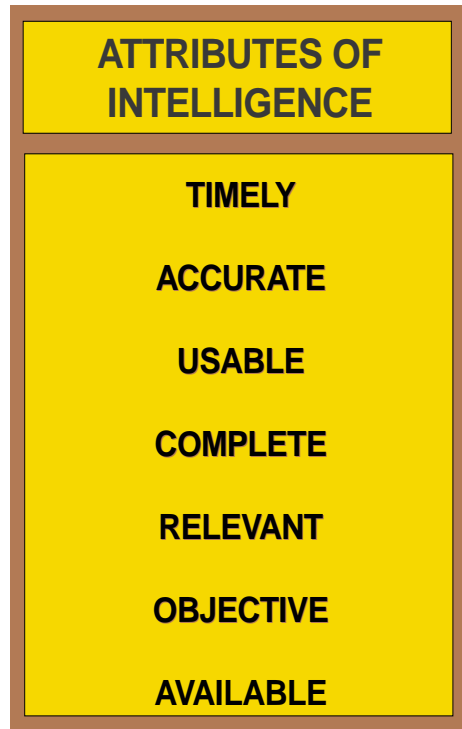 ATTRIBUTES OF
INTELLIGENCE
TIMELY
ACCURATE
USABLE
COMPLETE
RELEVANT
OBJECTIVE
AVAILABLE